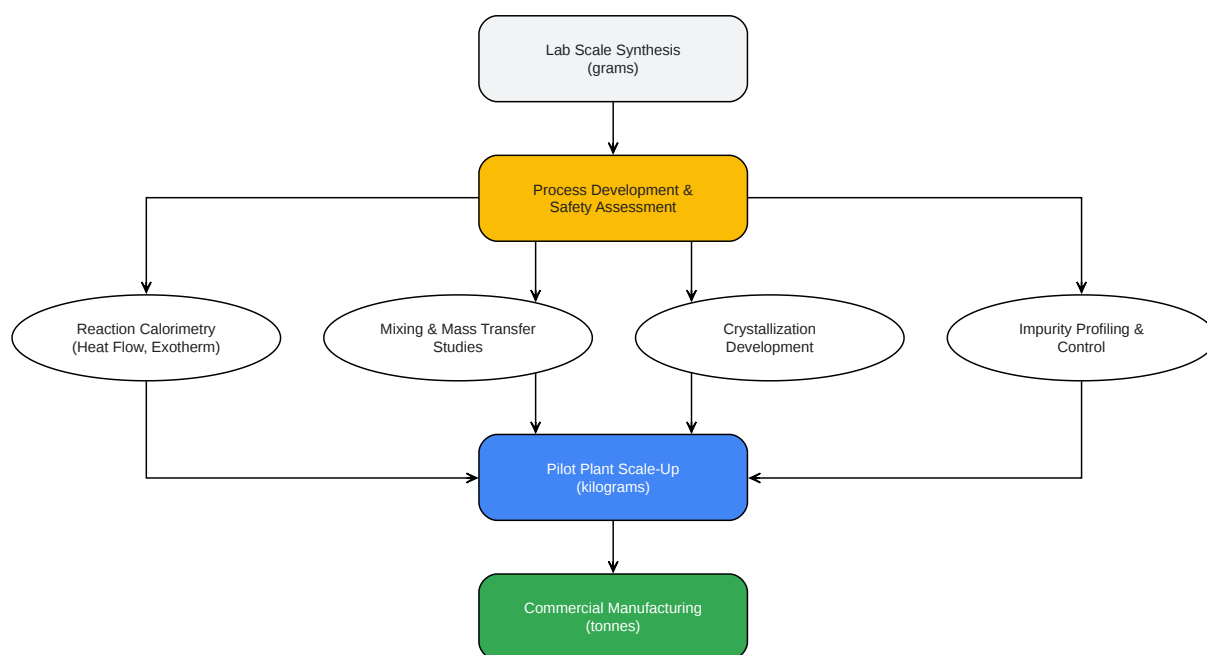 Lab Scale Synthesis
(grams)
Process Development &
Safety Assessment
Reaction Calorimetry
(Heat Flow, Exotherm)
Mixing & Mass Transfer
Studies
Crystallization
Development
Impurity Profiling &
Control
Pilot Plant Scale-Up
(kilograms)
Commercial Manufacturing
(tonnes)